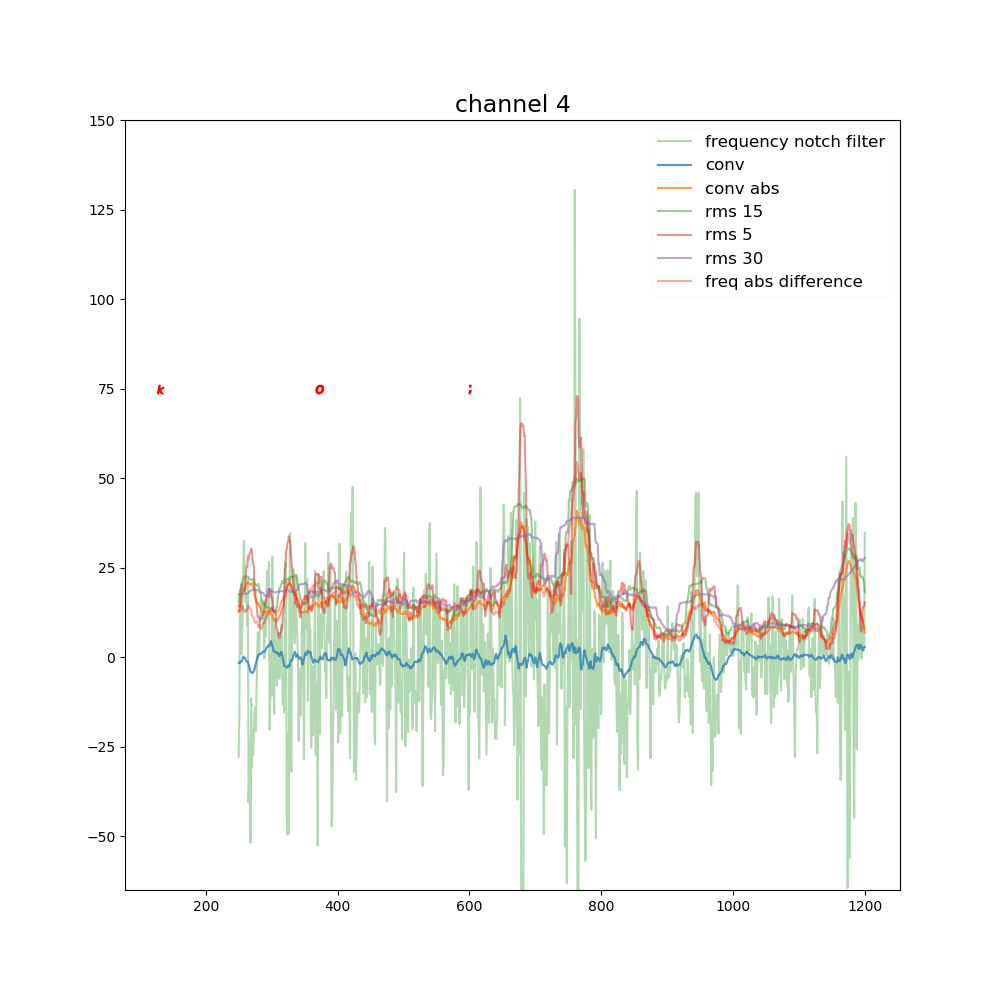 channel 4
150
125
100
75
50
25
0
−25
−50
frequency notch filter
conv
conv abs
rms 15
rms 5
rms 30
freq abs difference
k o ;
200 400 600 800 1000 1200